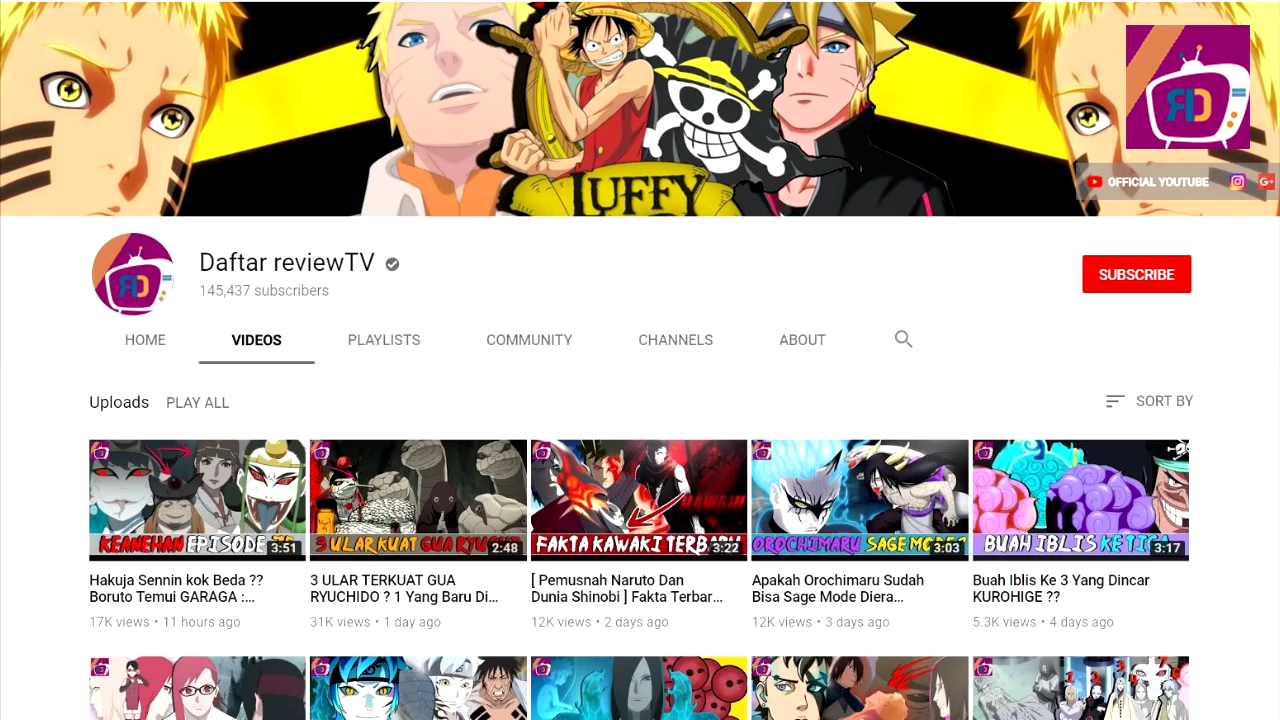 LUFFY
OFFICIAL YOUTUBE
Daftar reviewTV
145,437 subscribers
SUBSCRIBE
HOME VIDEOS PLAYLISTS COMMUNITY CHANNELS ABOUT
Uploads PLAY ALL SORT BY
KEANEHAN EPISODE 3:51
3 ULAR KUAT GUA 2:48
FAKTA KAWAKI 3:22
OROCHIMARU SAGE 3:03
BUAH IBLIS KE 3:17
Hakuja Sennin kok Beda ??
Boruto Temui GARAGA :...
17K views • 11 hours ago
3 ULAR TERKUAT GUA
RYUCHIDO ? 1 Yang Baru Di...
31K views • 1 day ago
[ Pemusnah Naruto Dan
Dunia Shinobi ] Fakta Terbar...
12K views • 2 days ago
Apakah Orochimaru Sudah
Bisa Sage Mode Diera...
12K views • 3 days ago
Buah Iblis Ke 3 Yang Dincar
KUROHIGE ??
5.3K views • 4 days ago